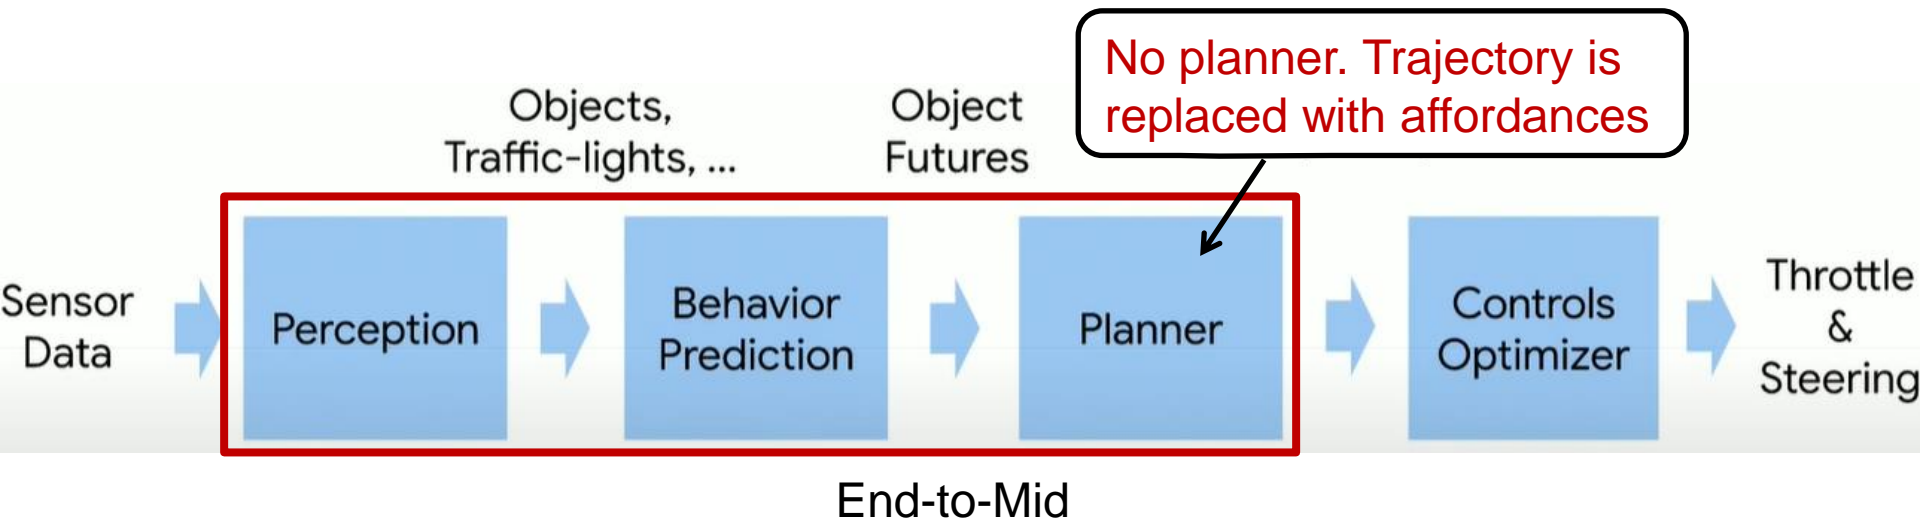 No planner. Trajectory is
replaced with affordances
Objects,
Traffic-lights, ...
Object
Futures
Sensor
Data
Perception
Behavior
Prediction
Planner
Controls
Optimizer
Throttle
&
Steering
End-to-Mid